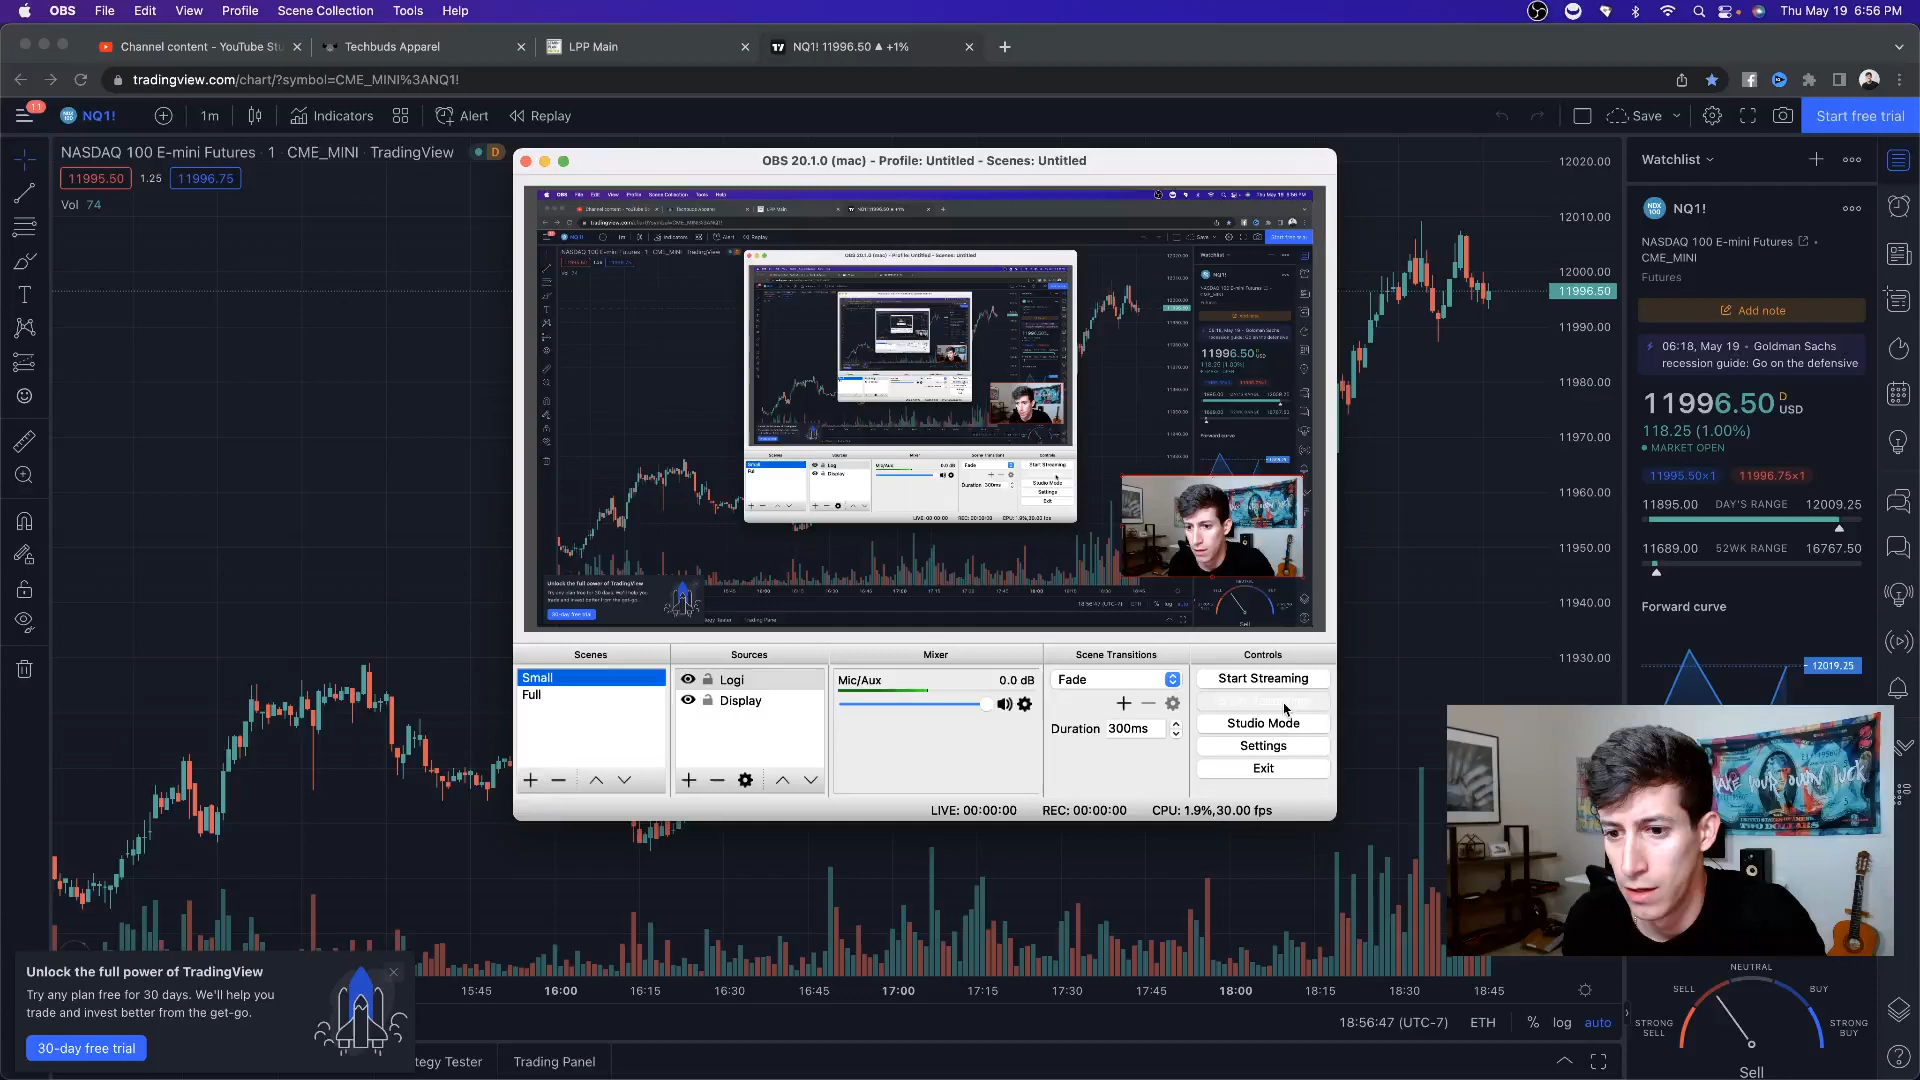 OBS File Edit View Profile Scene Collection Tools Help
Thu May 19 6:56 PM
Channel content - YouTube Stu
Techbuds Apparel
LPP Main
NQ1! 11996.50 ▲ +1%
tradingview.com/chart/?symbol=CME_MINI%3ANQ1!
11
NQ1!
1m
Indicators
Alert
Replay
Save
Start free trial
NASDAQ 100 E-mini Futures · 1 · CME_MINI · TradingView
D
11995.50
1.25
11996.75
Vol 74
OBS 20.1.0 (mac) - Profile: Untitled - Scenes: Untitled
Scenes
Sources
Mixer
Scene Transitions
Controls
Small
Full
Logi
Display
Mic/Aux
0.0 dB
Fade
Duration 300ms
Start Streaming
Studio Mode
Settings
Exit
LIVE: 00:00:00
REC: 00:00:00
CPU: 1.9%,30.00 fps
12020.00
12010.00
12000.00
11996.50
11990.00
11980.00
11970.00
11960.00
11950.00
11940.00
11930.00
Watchlist
NDX
100
NQ1!
NASDAQ 100 E-mini Futures
CME_MINI
Futures
Add note
06:18, May 19 • Goldman Sachs
recession guide: Go on the defensive
11996.50 D
USD
118.25 (1.00%)
MARKET OPEN
11995.50×1
11996.75×1
11895.00 DAY'S RANGE 12009.25
11689.00 52WK RANGE 16767.50
Forward curve
12019.25
MAKE YOUR OWN LUCK
TWO DOLLARS
NEUTRAL
SELL
BUY
STRONG
SELL
STRONG
BUY
Sell
Unlock the full power of TradingView
Try any plan free for 30 days. We'll help you
trade and invest better from the get-go.
30-day free trial
15:45
16:00
16:15
16:30
16:45
17:00
17:15
17:30
17:45
18:00
18:15
18:30
18:45
18:56:47 (UTC-7)
ETH
%
log
auto
tegy Tester
Trading Panel